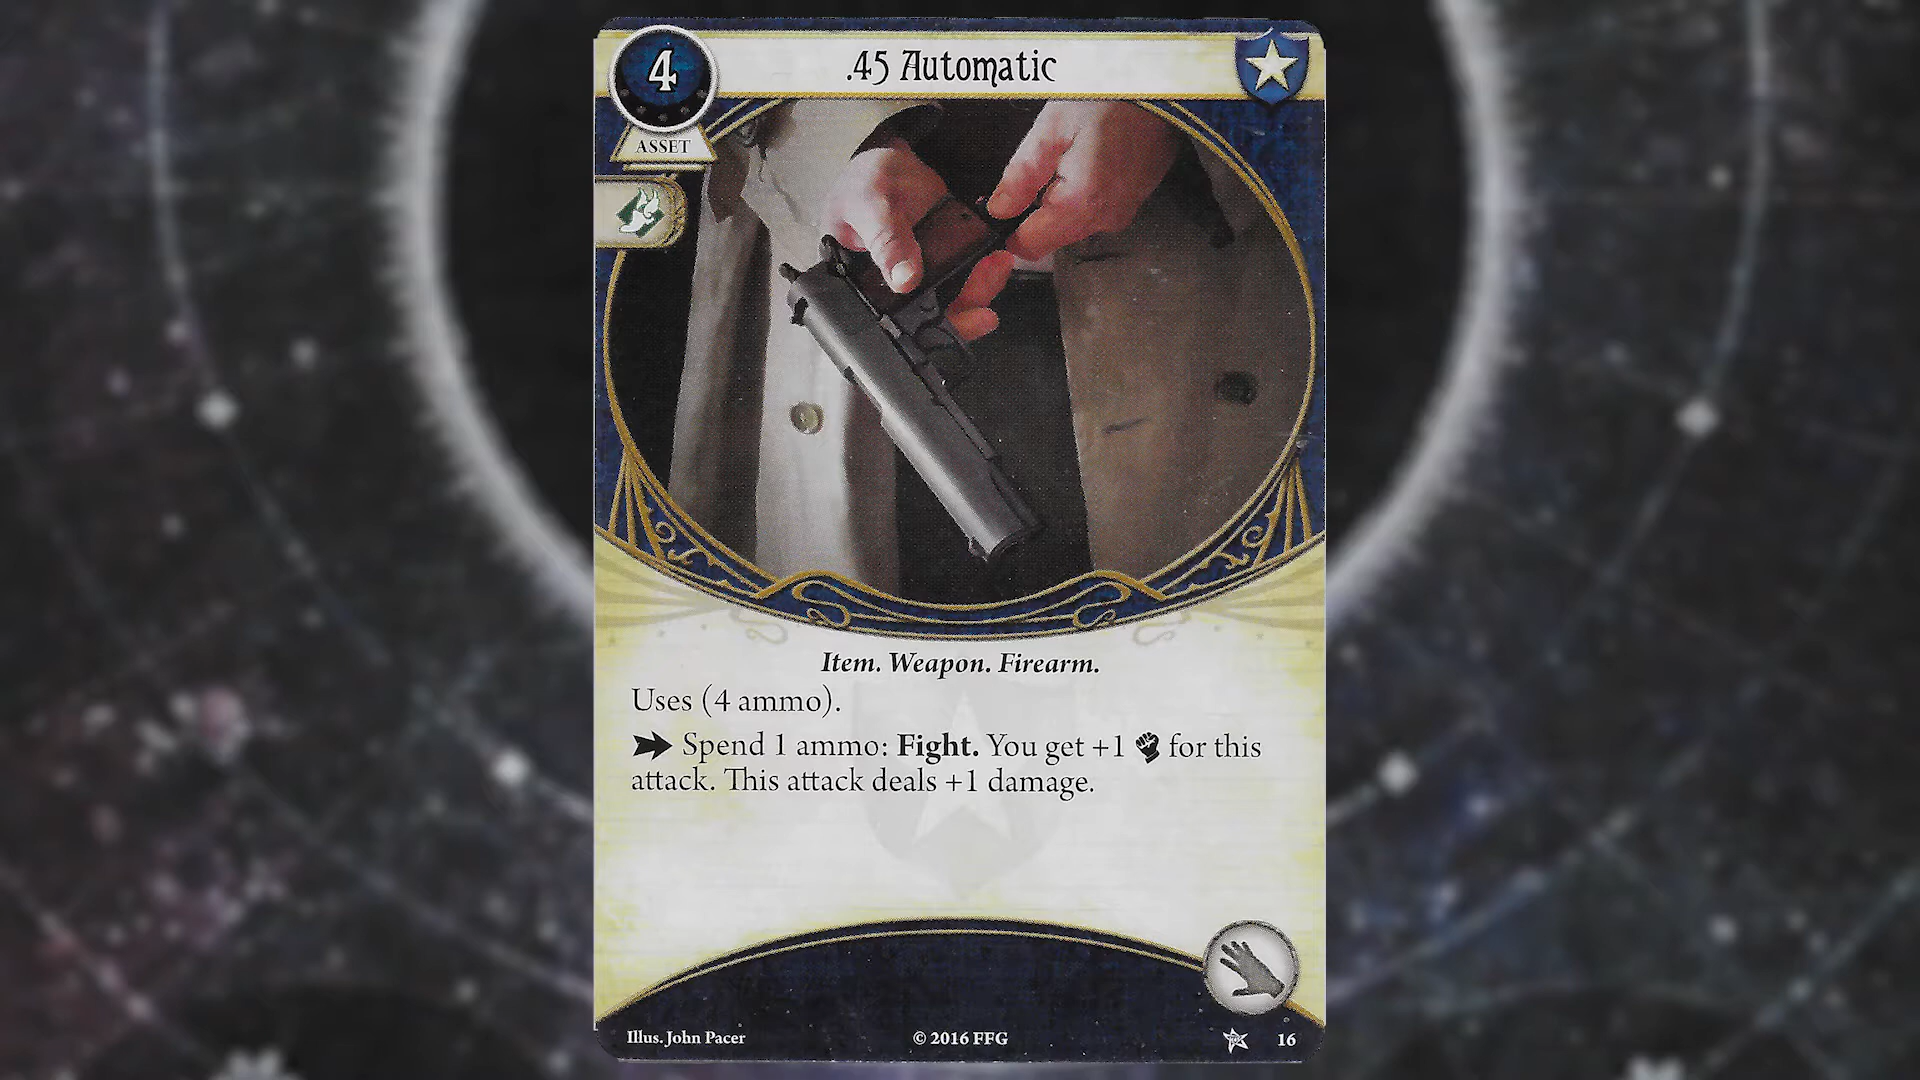 4
.45 Automatic
ASSET
Item. Weapon. Firearm.
Uses (4 ammo).
Spend 1 ammo: Fight. You get +1 for this
attack. This attack deals +1 damage.
Illus. John Pacer
© 2016 FFG
16